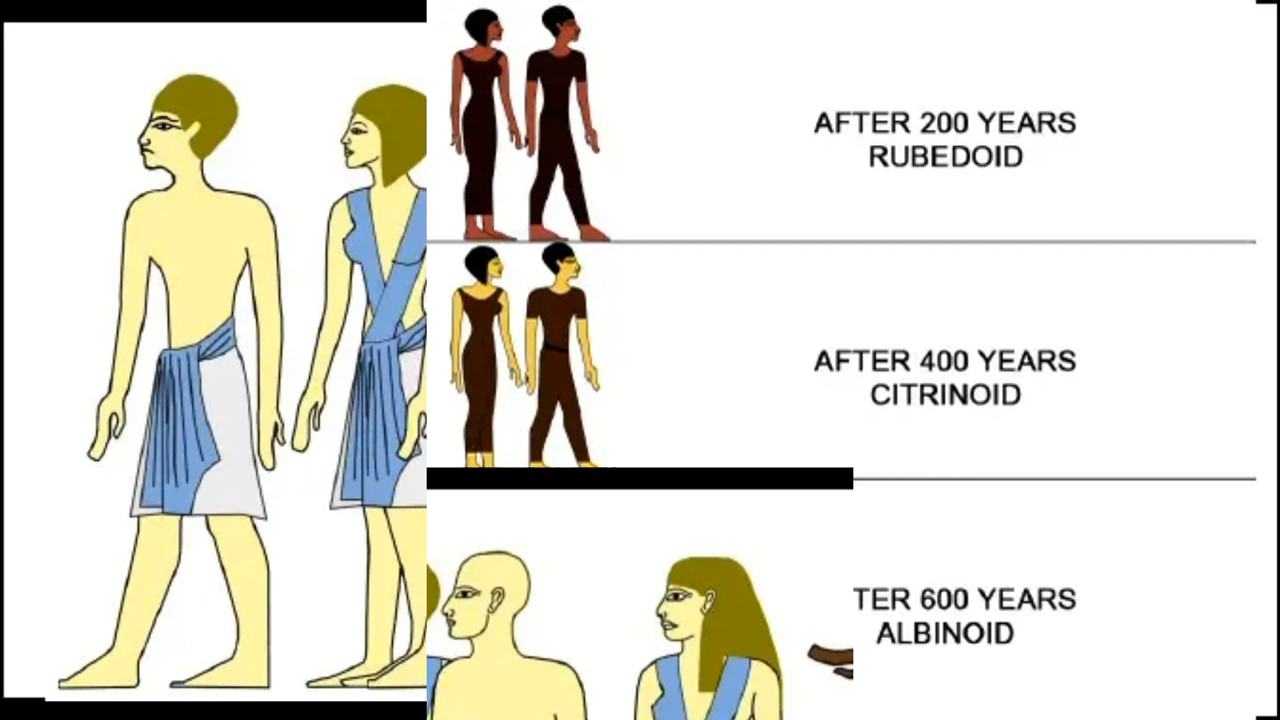 AFTER 200 YEARS
RUBEDOID
AFTER 400 YEARS
CITRINOID
TER 600 YEARS
ALBINOID